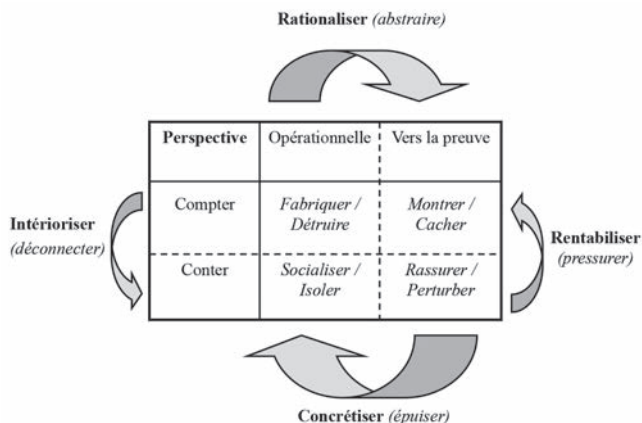 Rationaliser (abstraire)
Perspective Opérationnelle Vers la preuve
Intérioriser
(déconnecter)
Compter Fabriquer / Montrer /
Détruire Cacher
Conter Socialiser / Rassurer /
Isoler Perturber
Rentabiliser
(pressurer)
Concrétiser (épuiser)